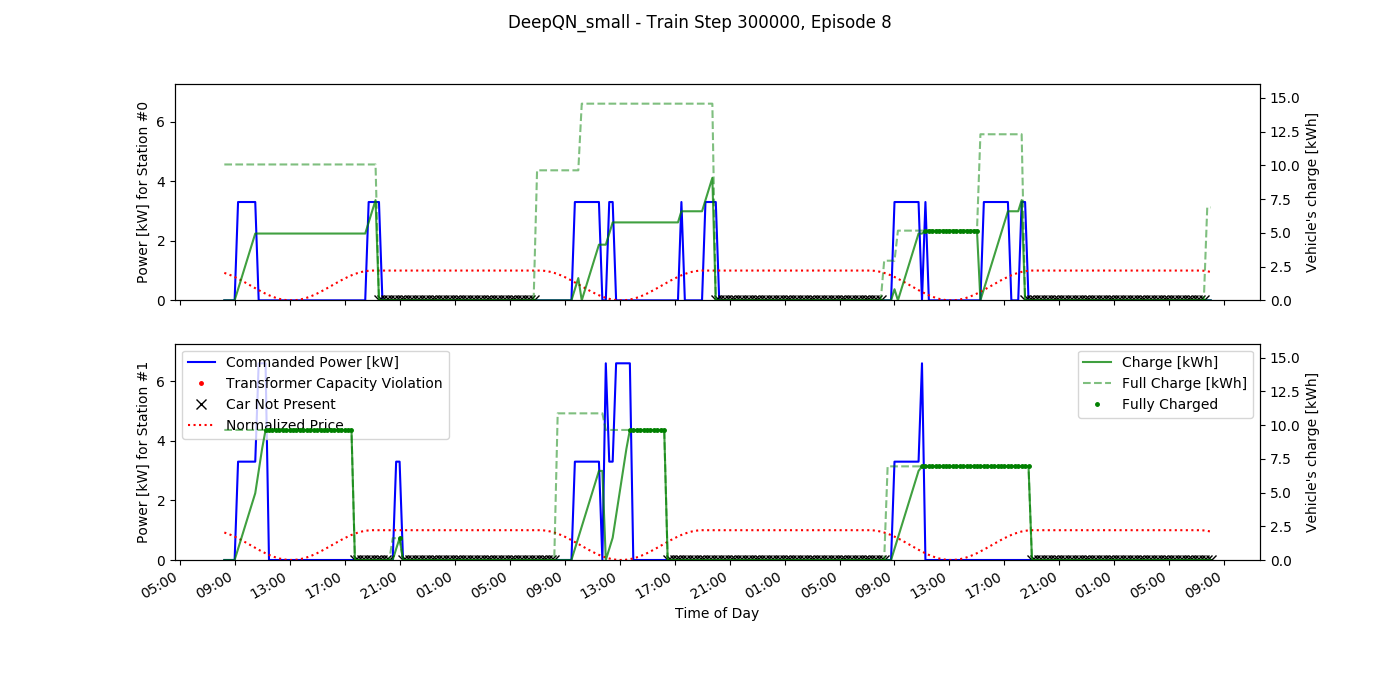 DeepQN_small - Train Step 300000, Episode 8
Power [kW] for Station #0
6
4
2
0
15.0
12.5
10.0
7.5
5.0
2.5
0.0
Vehicle's charge [kWh]
Power [kW] for Station #1
6
4
2
0
Commanded Power [kW]
Transformer Capacity Violation
Car Not Present
Normalized Price
Charge [kWh]
Full Charge [kWh]
Fully Charged
15.0
12.5
10.0
7.5
5.0
2.5
0.0
Vehicle's charge [kWh]
05:00 09:00 13:00 17:00 21:00 01:00 05:00 09:00 13:00 17:00 21:00 01:00 05:00 09:00 13:00 17:00 21:00 01:00 05:00 09:00
Time of Day